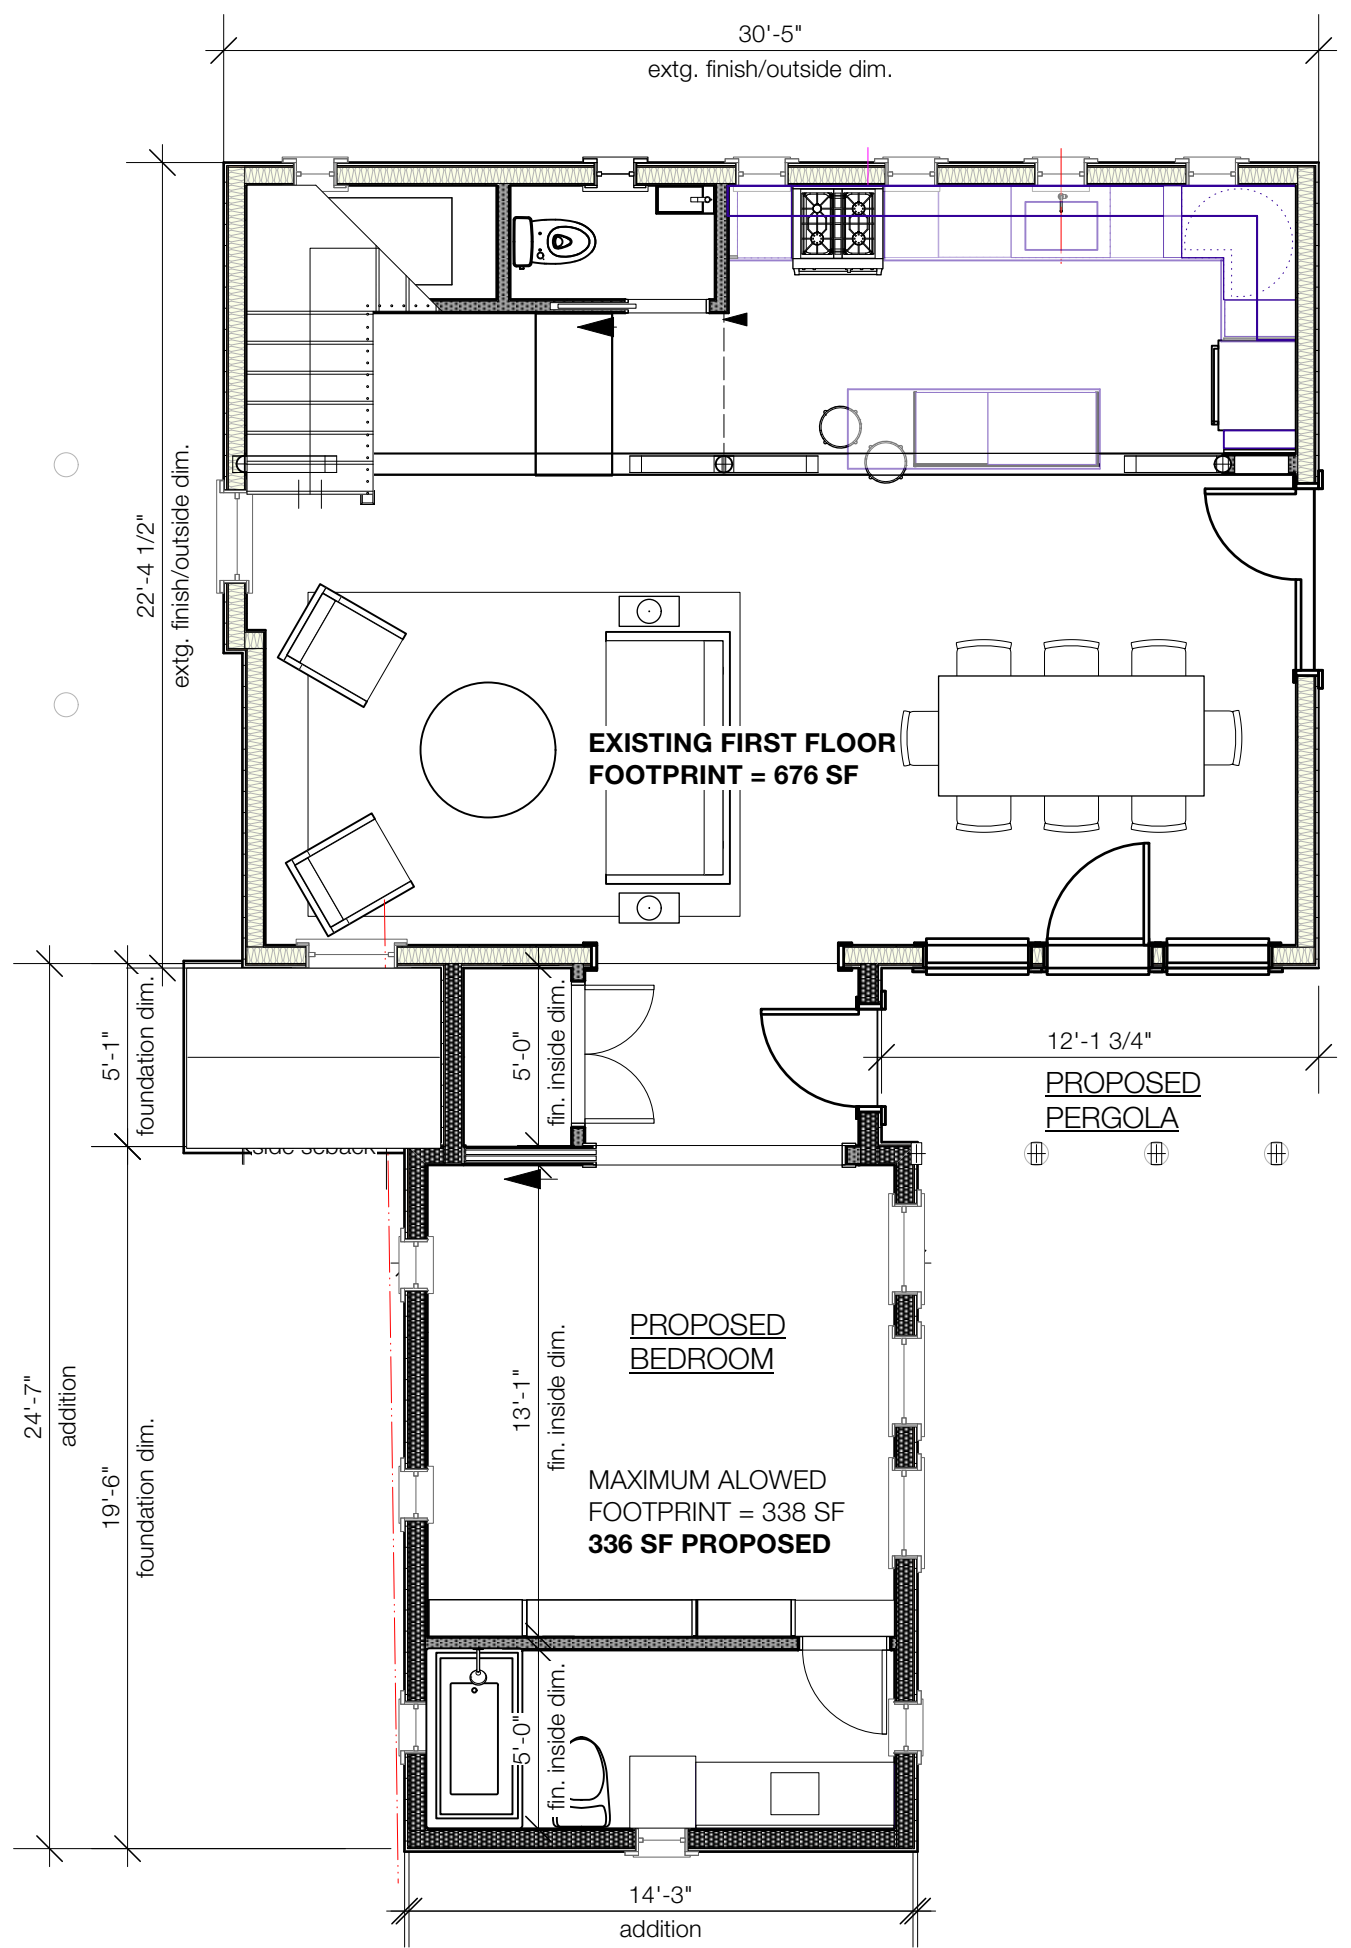 30'-5"
extg. finish/outside dim.
22'-4 1/2"
extg. finish/outside dim.
EXISTING FIRST FLOOR
FOOTPRINT = 676 SF
5'-1"
foundation dim.
5'-0"
fin. inside dim.
12'-1 3/4"
PROPOSED
PERGOLA
side seback
24'-7"
addition
19'-6"
foundation dim.
13'-1"
fin. inside dim.
PROPOSED
BEDROOM
MAXIMUM ALOWED
FOOTPRINT = 338 SF
336 SF PROPOSED
5'-0"
fin. inside dim.
14'-3"
addition